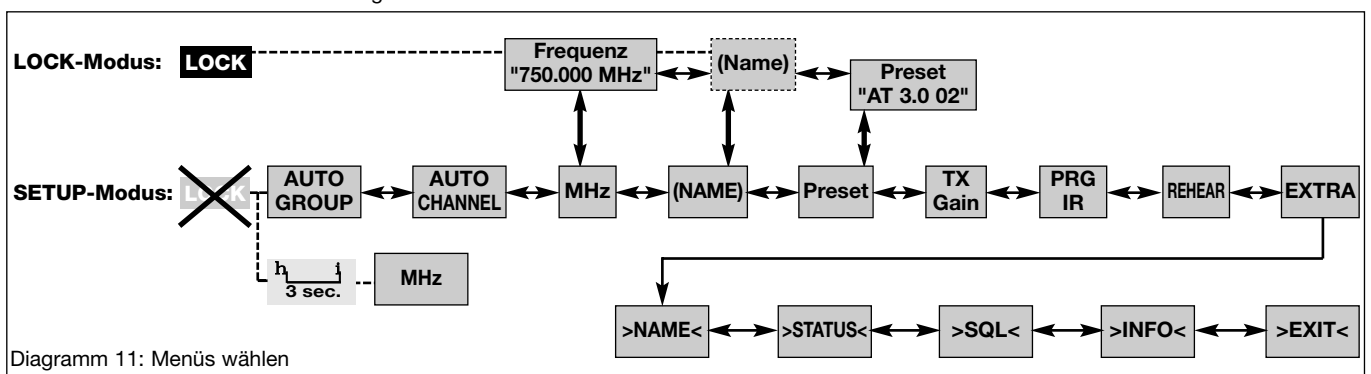 LOCK-Modus: LOCK
Frequenz
"750.000 MHz"
(Name)
Preset
"AT 3.0 02"
SETUP-Modus: LOCK
AUTO
GROUP
AUTO
CHANNEL
MHz
(NAME)
Preset
TX
Gain
PRG
IR
REHEAR
EXTRA
h i
3 sec.
MHz
>NAME<
>STATUS<
>SQL<
>INFO<
>EXIT<
Diagramm 11: Menüs wählen